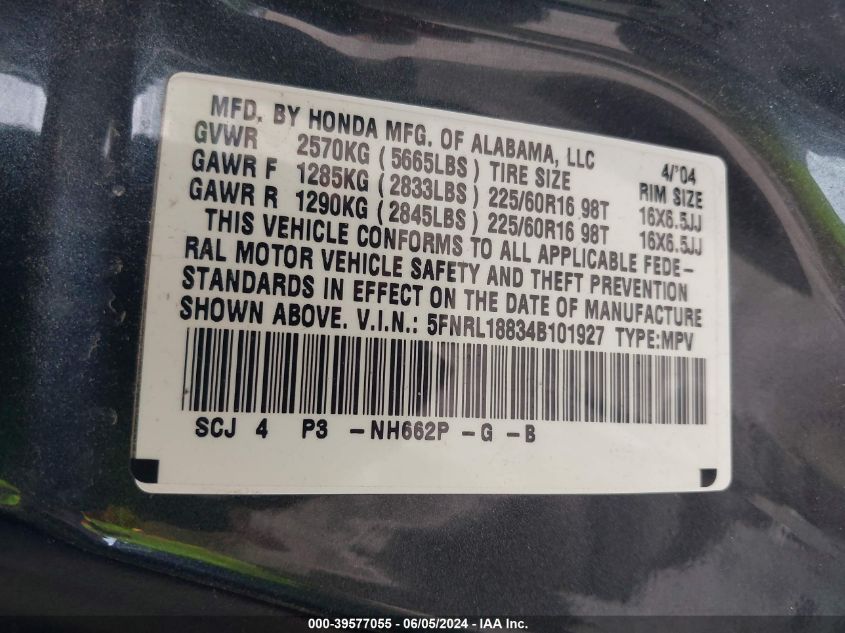 MFD. BY HONDA MFG. OF ALABAMA, LLC 4/'04
GVWR 2570KG ( 5665LBS ) TIRE SIZE RIM SIZE
GAWR F 1285KG ( 2833LBS ) 225/60R16 98T 16X6.5JJ
GAWR R 1290KG ( 2845LBS ) 225/60R16 98T 16X6.5JJ
THIS VEHICLE CONFORMS TO ALL APPLICABLE FEDE-
RAL MOTOR VEHICLE SAFETY AND THEFT PREVENTION
STANDARDS IN EFFECT ON THE DATE OF MANUFACTURE
SHOWN ABOVE. V.I.N.: 5FNRL18834B101927 TYPE:MPV
SCJ 4 P3 -NH662P -G -B
000-39577055 - 06/05/2024 - IAA Inc.